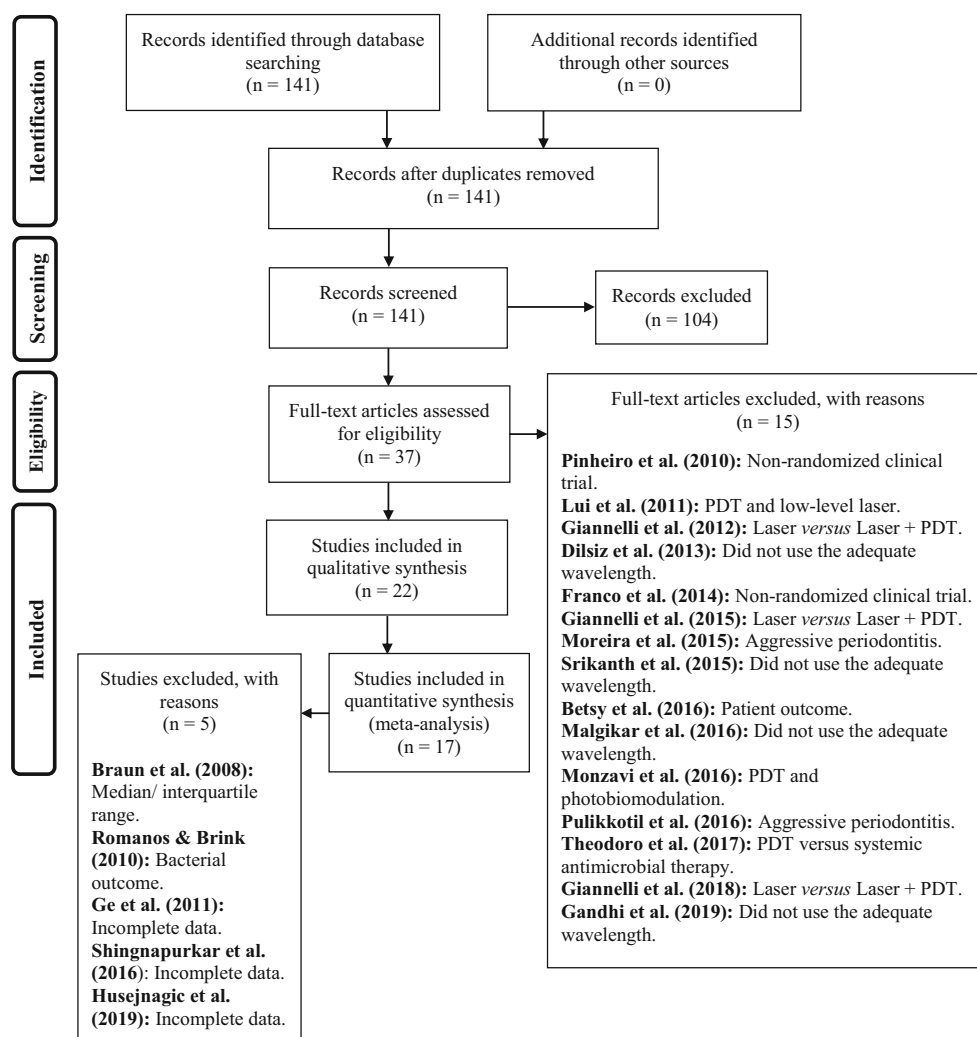 Identification
Records identified through database
searching
(n = 141)
Additional records identified
through other sources
(n = 0)
Records after duplicates removed
(n = 141)
Screening
Records screened
(n = 141)
Records excluded
(n = 104)
Eligibility
Full-text articles assessed
for eligibility
(n = 37)
Full-text articles excluded, with reasons
(n = 15)
Pinheiro et al. (2010): Non-randomized clinical
trial.
Lui et al. (2011): PDT and low-level laser.
Giannelli et al. (2012): Laser versus Laser + PDT.
Dilsiz et al. (2013): Did not use the adequate
wavelength.
Franco et al. (2014): Non-randomized clinical trial.
Giannelli et al. (2015): Laser versus Laser + PDT.
Moreira et al. (2015): Aggressive periodontitis.
Srikanth et al. (2015): Did not use the adequate
wavelength.
Betsy et al. (2016): Patient outcome.
Malgikar et al. (2016): Did not use the adequate
wavelength.
Monzavi et al. (2016): PDT and
photobiomodulation.
Pulikkotil et al. (2016): Aggressive periodontitis.
Theodoro et al. (2017): PDT versus systemic
antimicrobial therapy.
Giannelli et al. (2018): Laser versus Laser + PDT.
Gandhi et al. (2019): Did not use the adequate
wavelength.
Included
Studies included in
qualitative synthesis
(n = 22)
Studies included in
quantitative synthesis
(meta-analysis)
(n = 17)
Studies excluded, with
reasons
(n = 5)
Braun et al. (2008):
Median/ interquartile
range.
Romanos & Brink
(2010): Bacterial
outcome.
Ge et al. (2011):
Incomplete data.
Shingnapurkar et al.
(2016): Incomplete data.
Husejnagic et al.
(2019): Incomplete data.